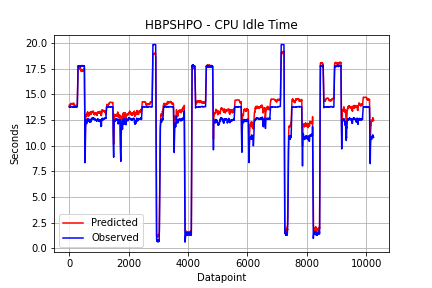 HBPSHPO - CPU Idle Time
20.0
17.5
15.0
12.5
10.0
7.5
5.0
2.5
0.0
Seconds
Predicted
Observed
0 2000 4000 6000 8000 10000
Datapoint